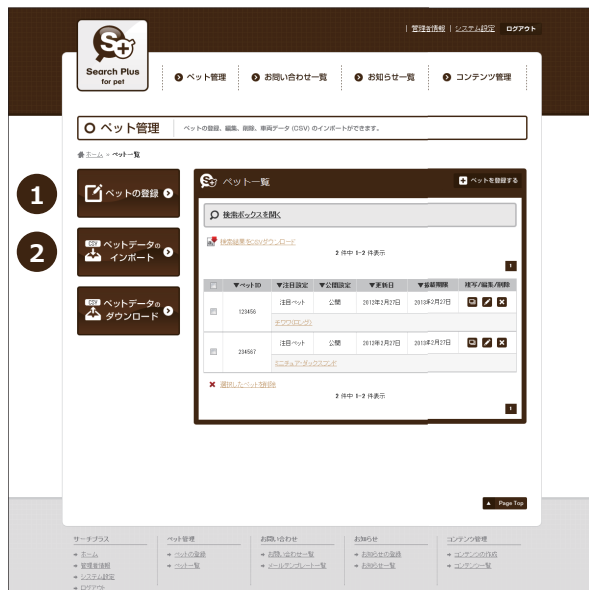 | 管理者情報 | システム設定 ログアウト
S+
Search Plus
for pet
ペット管理 お問い合わせ一覧 お知らせ一覧 コンテンツ管理
ペット管理
ペットの登録、編集、削除、車両データ (CSV) のインポートができます。
ホーム » ペット一覧
1
ペットの登録
2
CSV
ペットデータの
インポート
CSV
ペットデータの
ダウンロード
S+ ペット一覧
ペットを登録する
検索ボックスを開く
検索結果をCSVダウンロード
2 件中 1-2 件表示
1
▼ペットID ▼注目設定 ▼公開設定 ▼更新日 ▼掲載期限 複写/編集/削除
123456 注目ペット 公開 2012年2月27日 2013年2月27日
チワワ(ロング)
234567 注目ペット 公開 2012年2月27日 2013年2月27日
ミニチュア・ダックスフンド
選択したペットを削除
2 件中 1-2 件表示
1
▲ Page Top
サーチプラス
ホーム
管理者情報
システム設定
ログアウト
ペット管理
ペットの登録
ペット一覧
お問い合わせ
お問い合わせ一覧
メールテンプレート一覧
お知らせ
お知らせの登録
お知らせ一覧
コンテンツ管理
コンテンツの作成
コンテンツ一覧